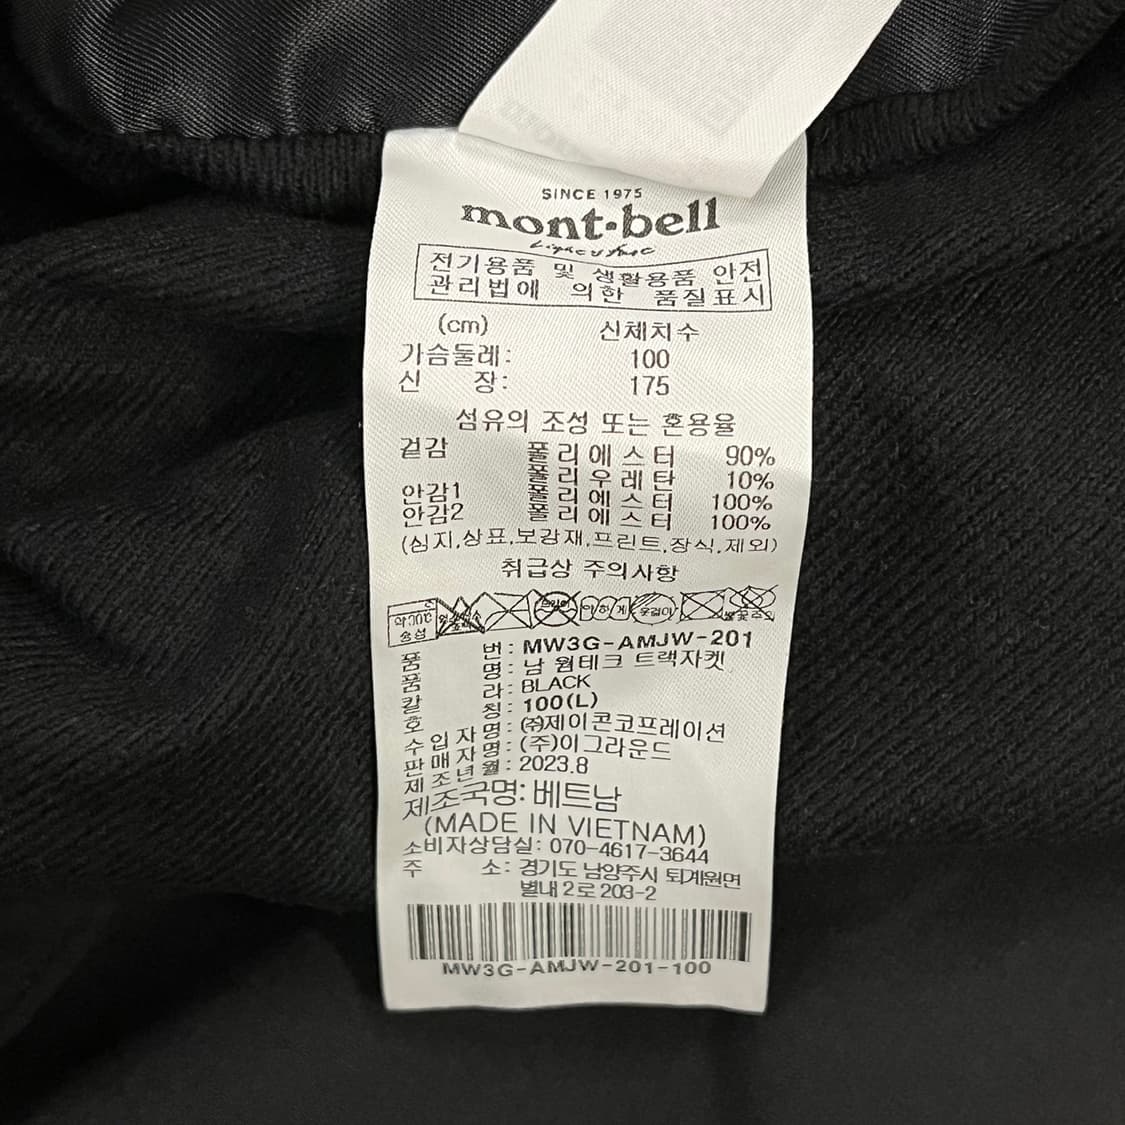 SINCE 1975
mont·bell
전기용품 및 생활용품 안전
관리법에 의한 품질표시
(cm) 신체치수
가슴둘레: 100
신 장: 175
섬유의 조성 또는 혼용율
겉감 폴리에스터 90%
폴리우레탄 10%
안감1 폴리에스터 100%
안감2 폴리에스터 100%
(심지,상표,보강재,프린트,장식,제외)
취급상 주의사항
약하게
중성
품 번: MW3G-AMJW-201
품 명: 남 웜테크 트랙자켓
칼 라: BLACK
호 칭: 100(L)
수입자명: ㈜제이콘코프레이션
판매자명: (주)이그라운드
제조년월: 2023.8
제조국명: 베트남
(MADE IN VIETNAM)
소비자상담실: 070-4617-3644
주 소: 경기도 남양주시 퇴계원면
별내2로 203-2
MW3G-AMJW-201-100